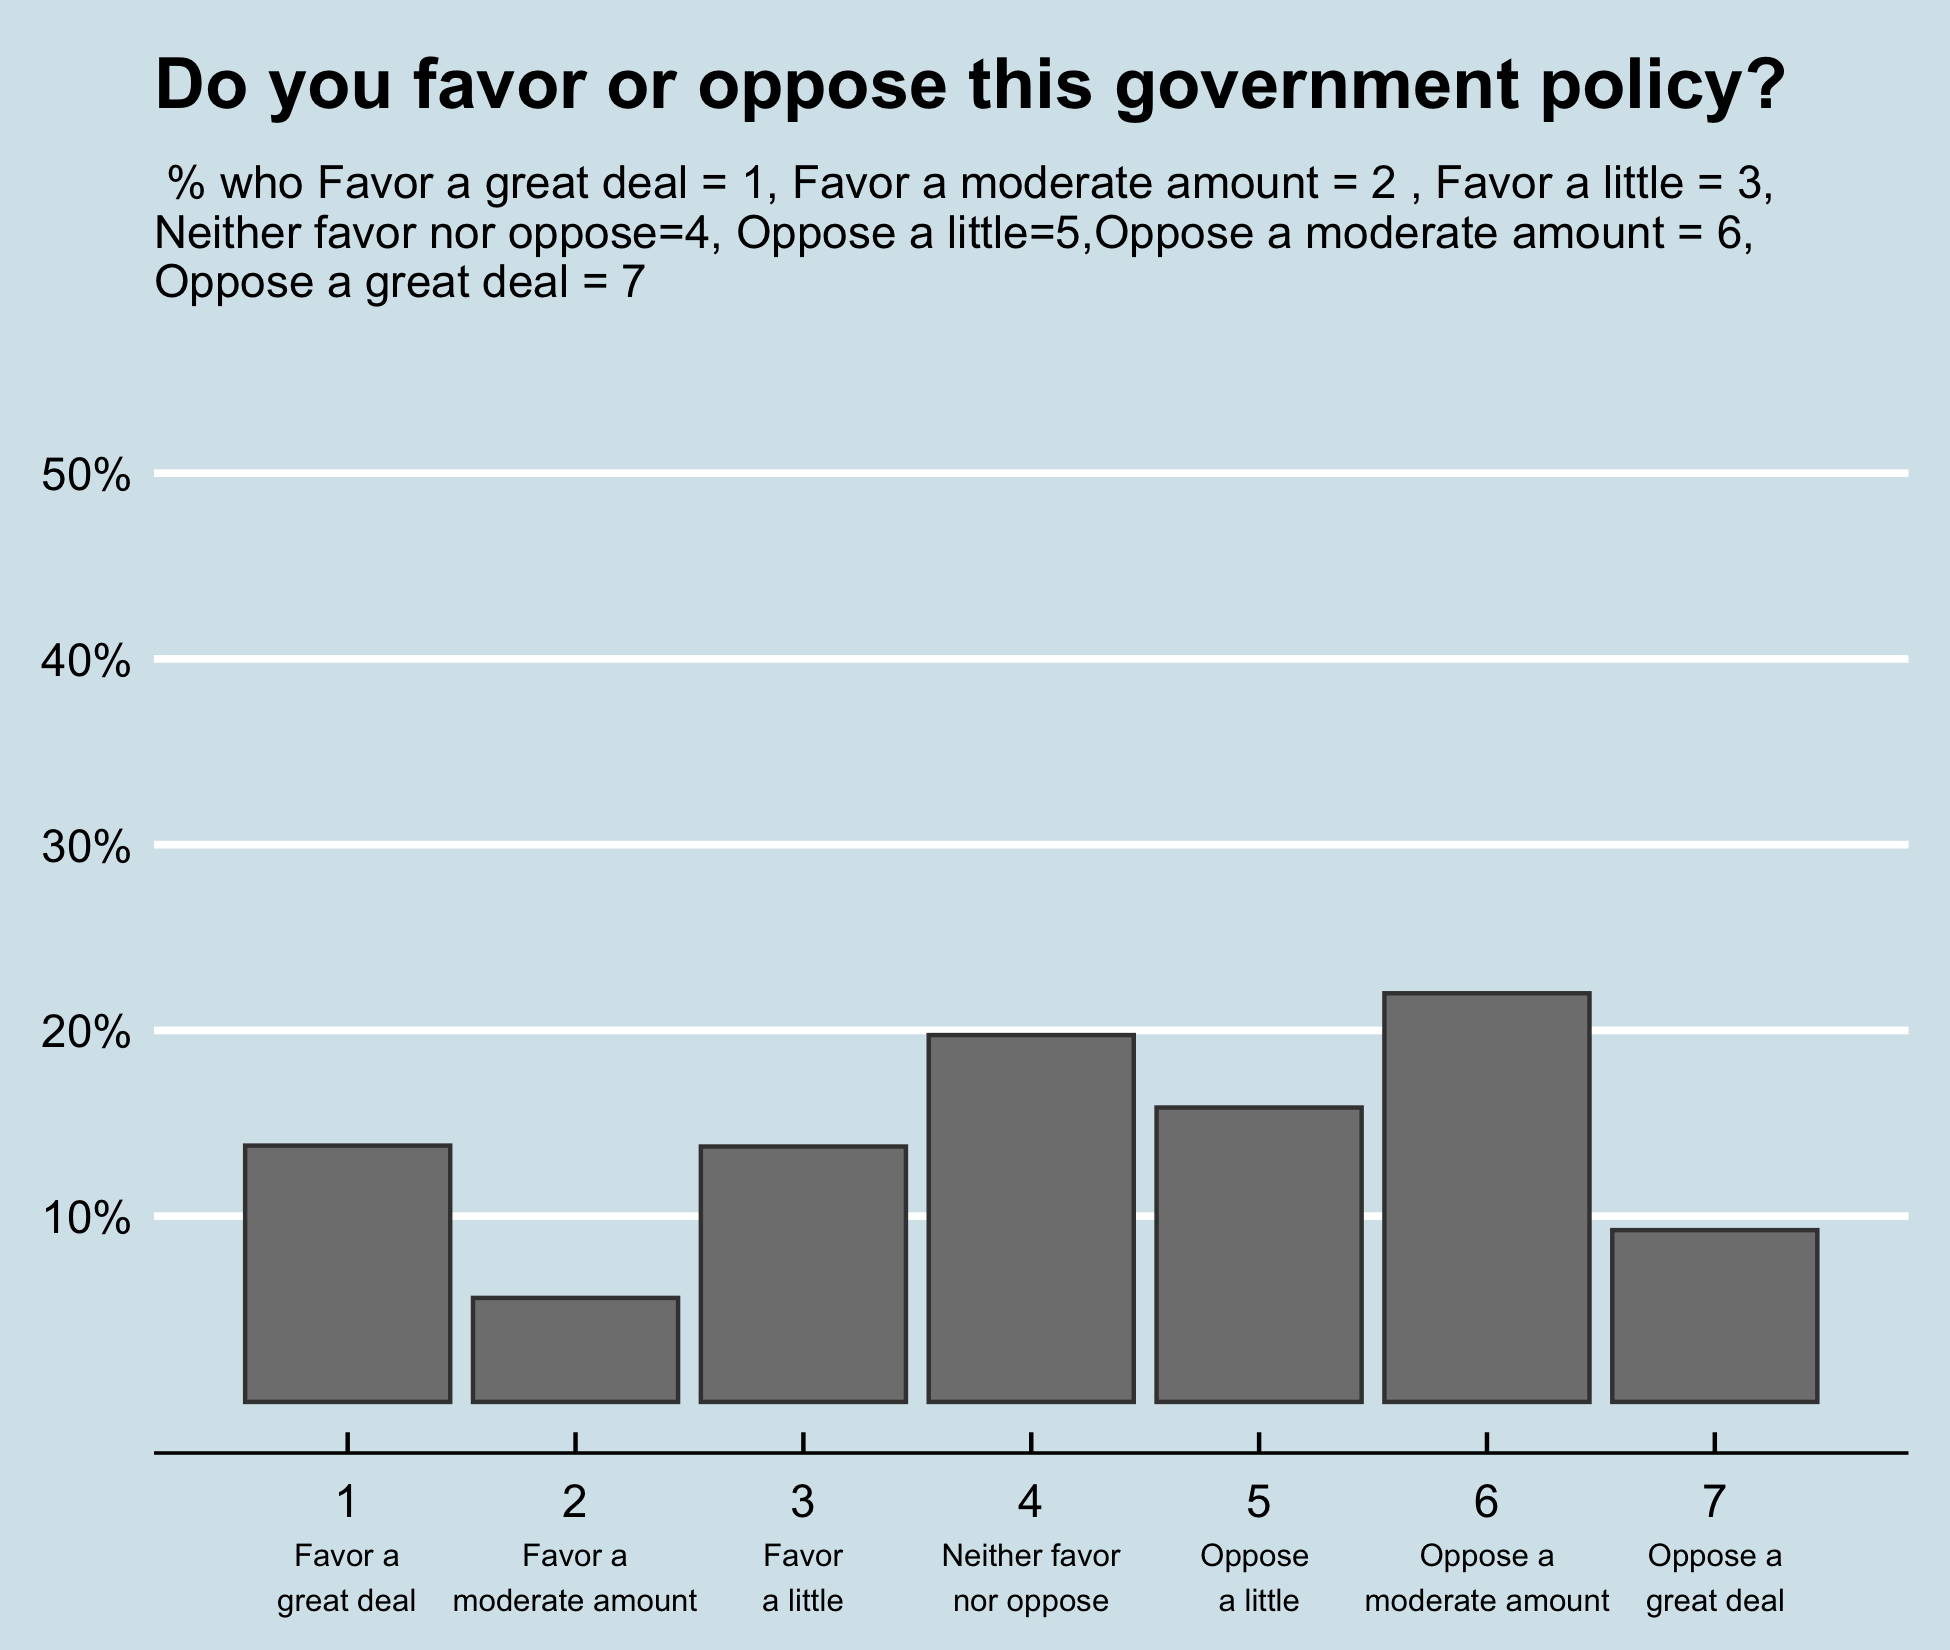 Do you favor or oppose this government policy?
% who Favor a great deal = 1, Favor a moderate amount = 2 , Favor a little = 3,
Neither favor nor oppose=4, Oppose a little=5,Oppose a moderate amount = 6,
Oppose a great deal = 7
50%
40%
30%
20%
10%
1 2 3 4 5 6 7
Favor a Favor a Favor Neither favor Oppose Oppose a Oppose a
great deal moderate amount a little nor oppose a little moderate amount great deal